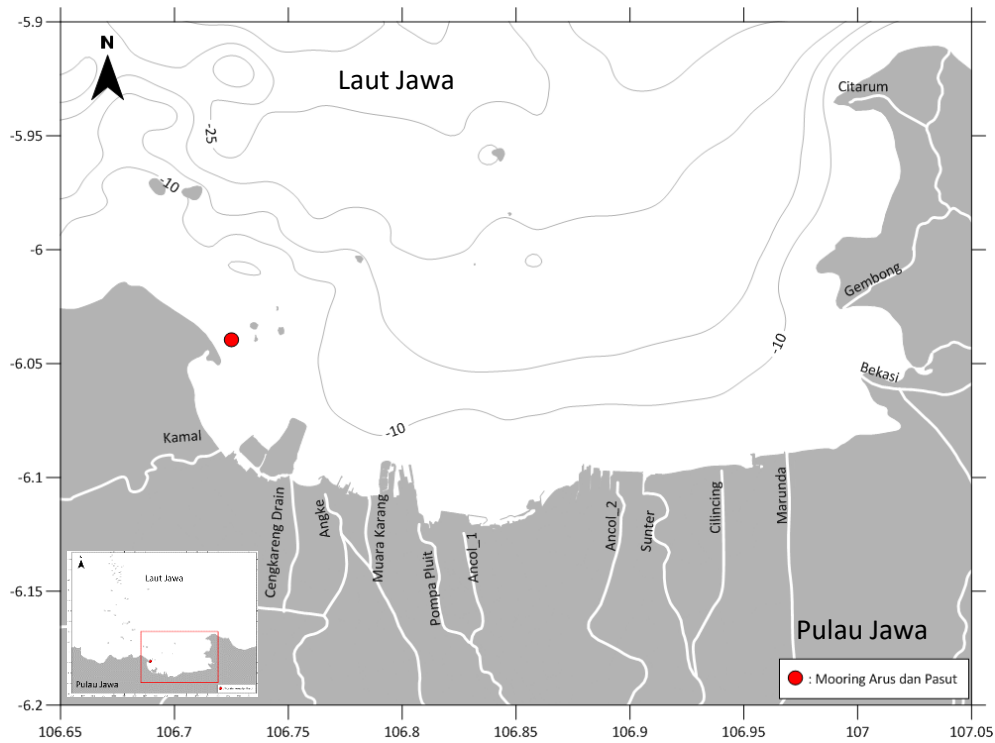 -5.9
-5.95
-6
-6.05
-6.1
-6.15
-6.2
N
Laut Jawa
Citarum
-25
-10
Gembong
-10
Bekasi
-10
Kamal
Cengkareng Drain
Angke
Muara Karang
Pompa Pluit
Ancol_1
Ancol_2
Sunter
Cilincing
Marunda
Laut Jawa
Pulau Jawa
Pulau Jawa
: Mooring Arus dan Pasut
106.65
106.7
106.75
106.8
106.85
106.9
106.95
107
107.05